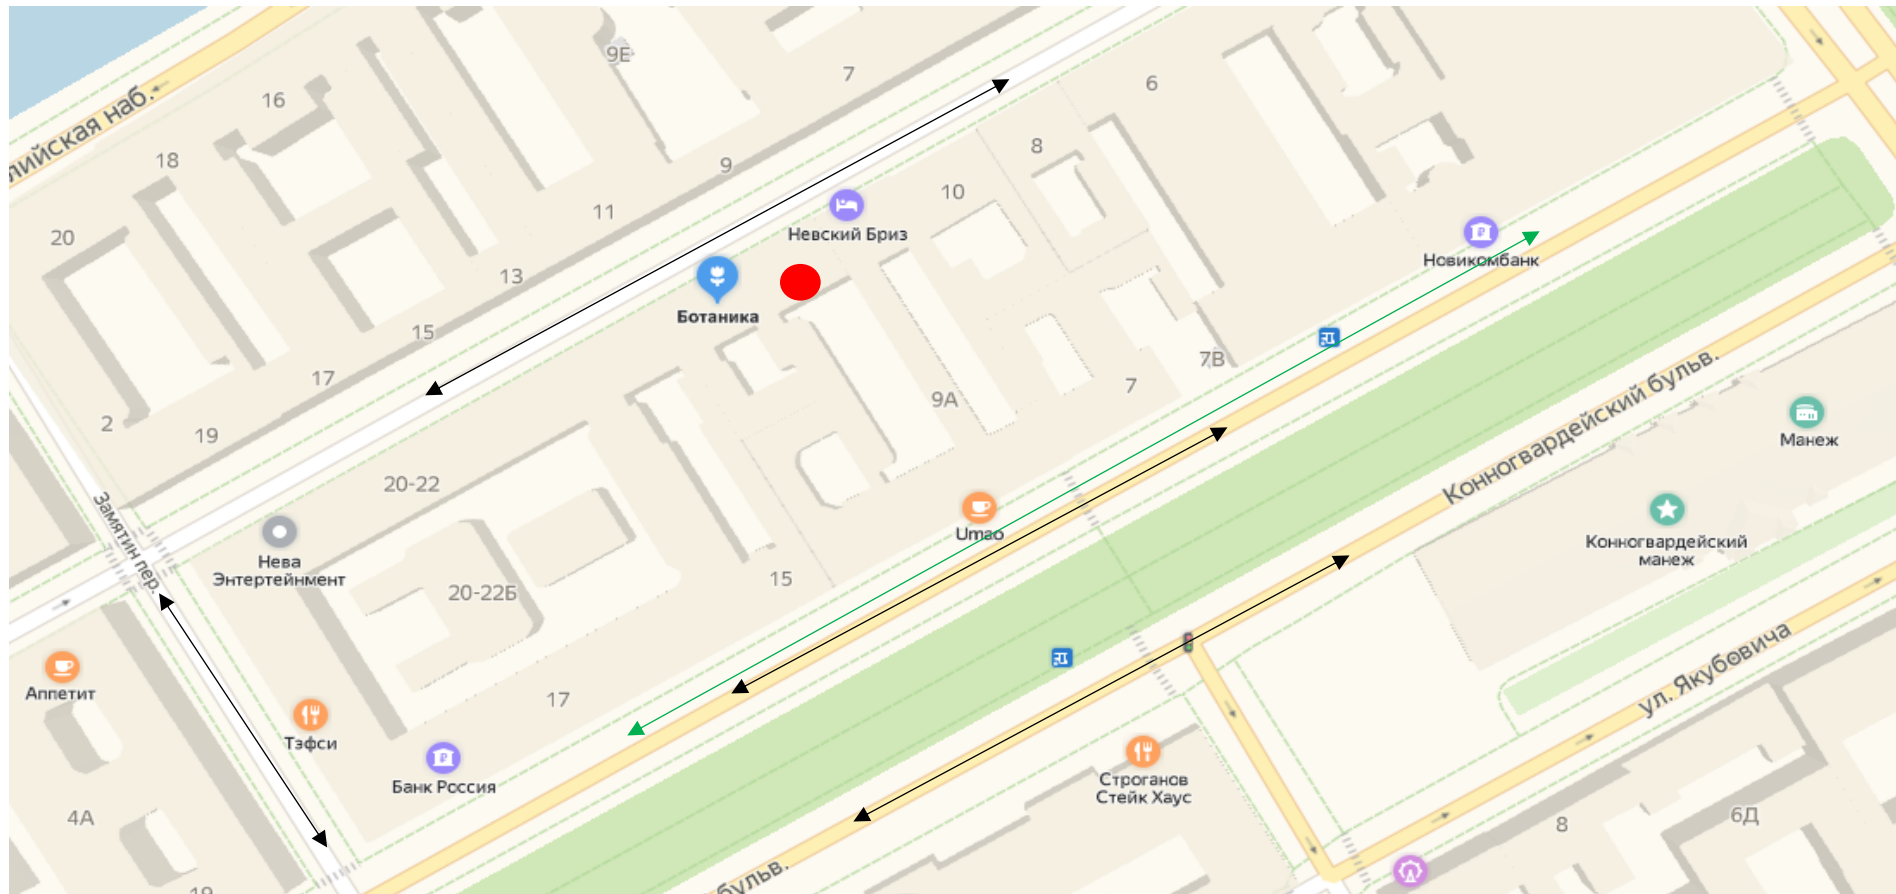 9Е
7
6
16
лийская наб.
18
9
8
10
11
Невский Бриз
20
13
Новикомбанк
Ботаника
15
7В
17
7
9А
2
19
Конногвардейский бульв.
Манеж
20-22
Замятин пер.
Umao
Нева
Энтертейнмент
Конногвардейский
манеж
15
20-22Б
Аппетит
17
ул. Якубовича
Тэфси
Банк Россия
Строганов
Стейк Хаус
4А
8
6Д
бульв.
19